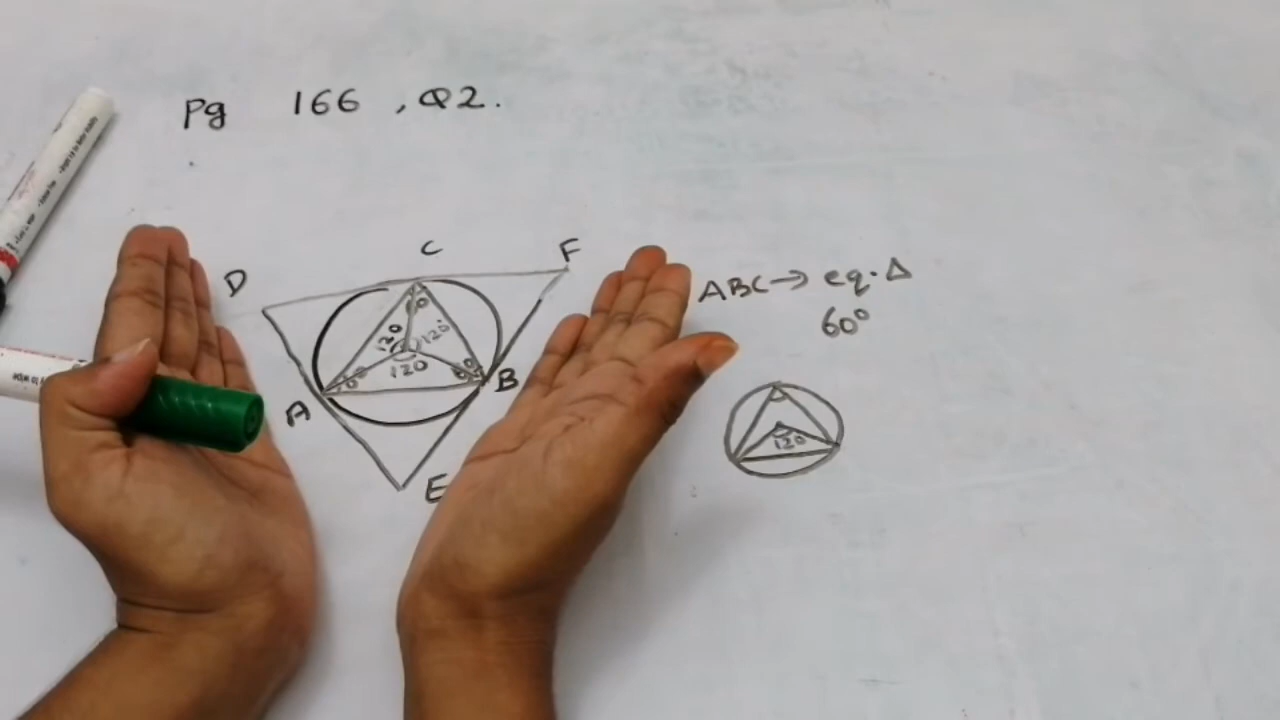 Pg 166 , Q2.
C
F
D
ABC → eq. Δ
60°
120
120°
120
B
A
120
E